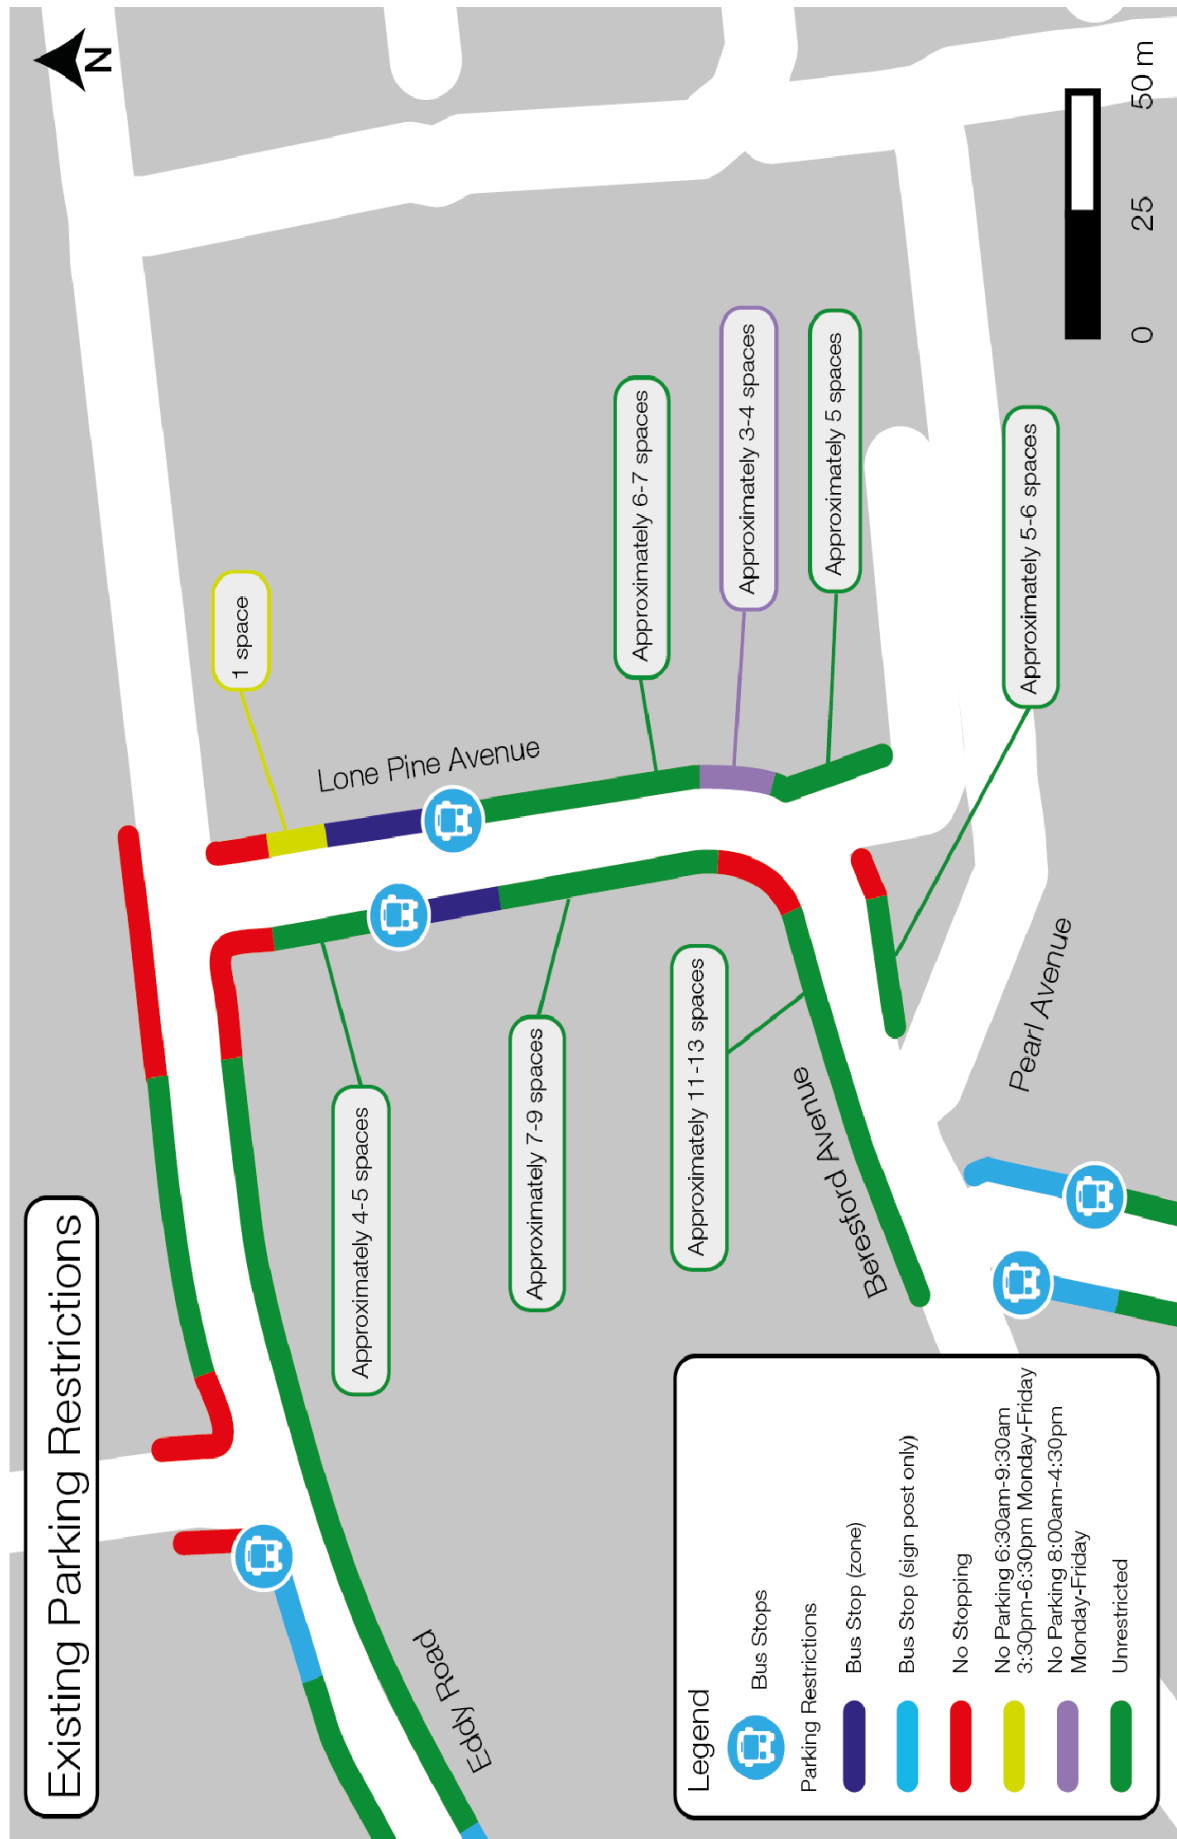 Existing Parking Restrictions
N
1 space
Lone Pine Avenue
Approximately 6-7 spaces
Approximately 3-4 spaces
Approximately 5 spaces
Approximately 5-6 spaces
Approximately 4-5 spaces
Approximately 7-9 spaces
Approximately 11-13 spaces
Beresford Avenue
Pearl Avenue
Eddy Road
Legend
Bus Stops
Parking Restrictions
Bus Stop (zone)
Bus Stop (sign post only)
No Stopping
No Parking 6:30am-9:30am
3:30pm-6:30pm Monday-Friday
No Parking 8:00am-4:30pm
Monday-Friday
Unrestricted
0 25 50 m